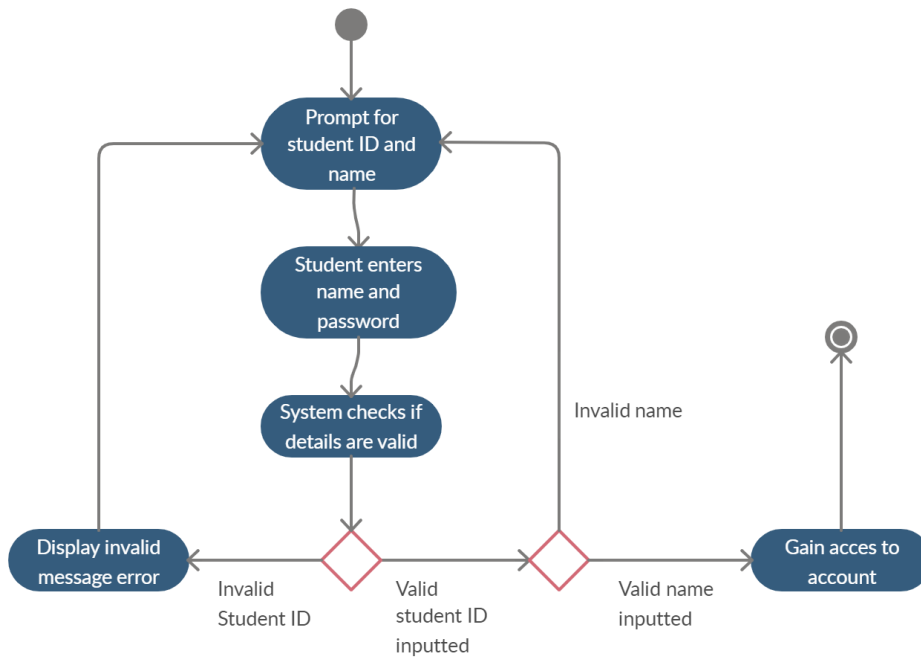 Prompt for
student ID and
name
Student enters
name and
password
System checks if
details are valid
Invalid name
Display invalid
message error
Gain acces to
account
Invalid
Student ID
Valid
student ID
inputted
Valid name
inputted